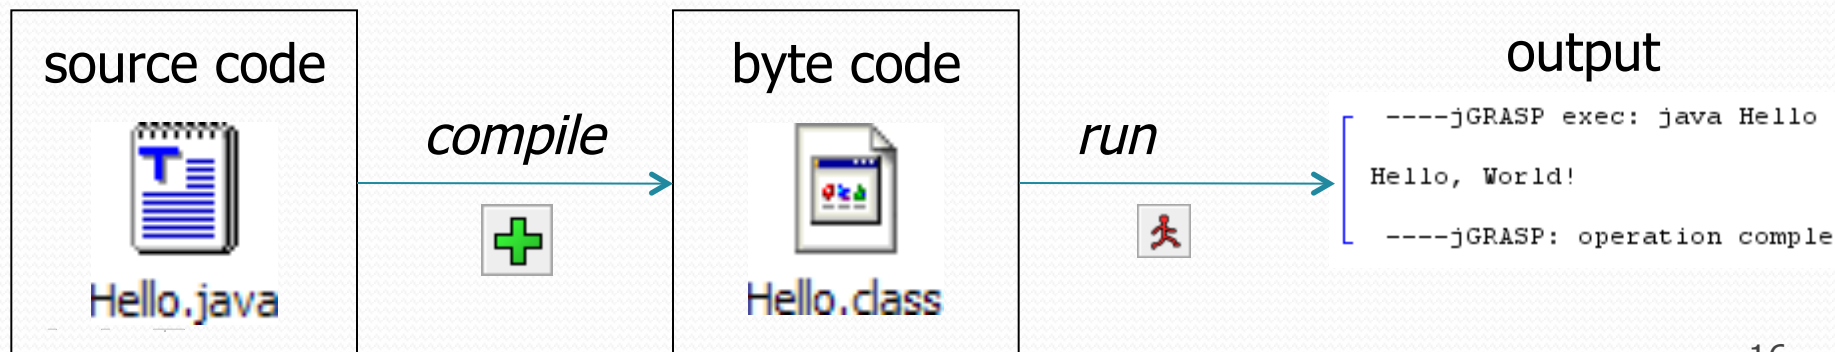 source code
Hello.java
compile
byte code
Hello.class
run
output
----jGRASP exec: java Hello
Hello, World!
----jGRASP: operation comple